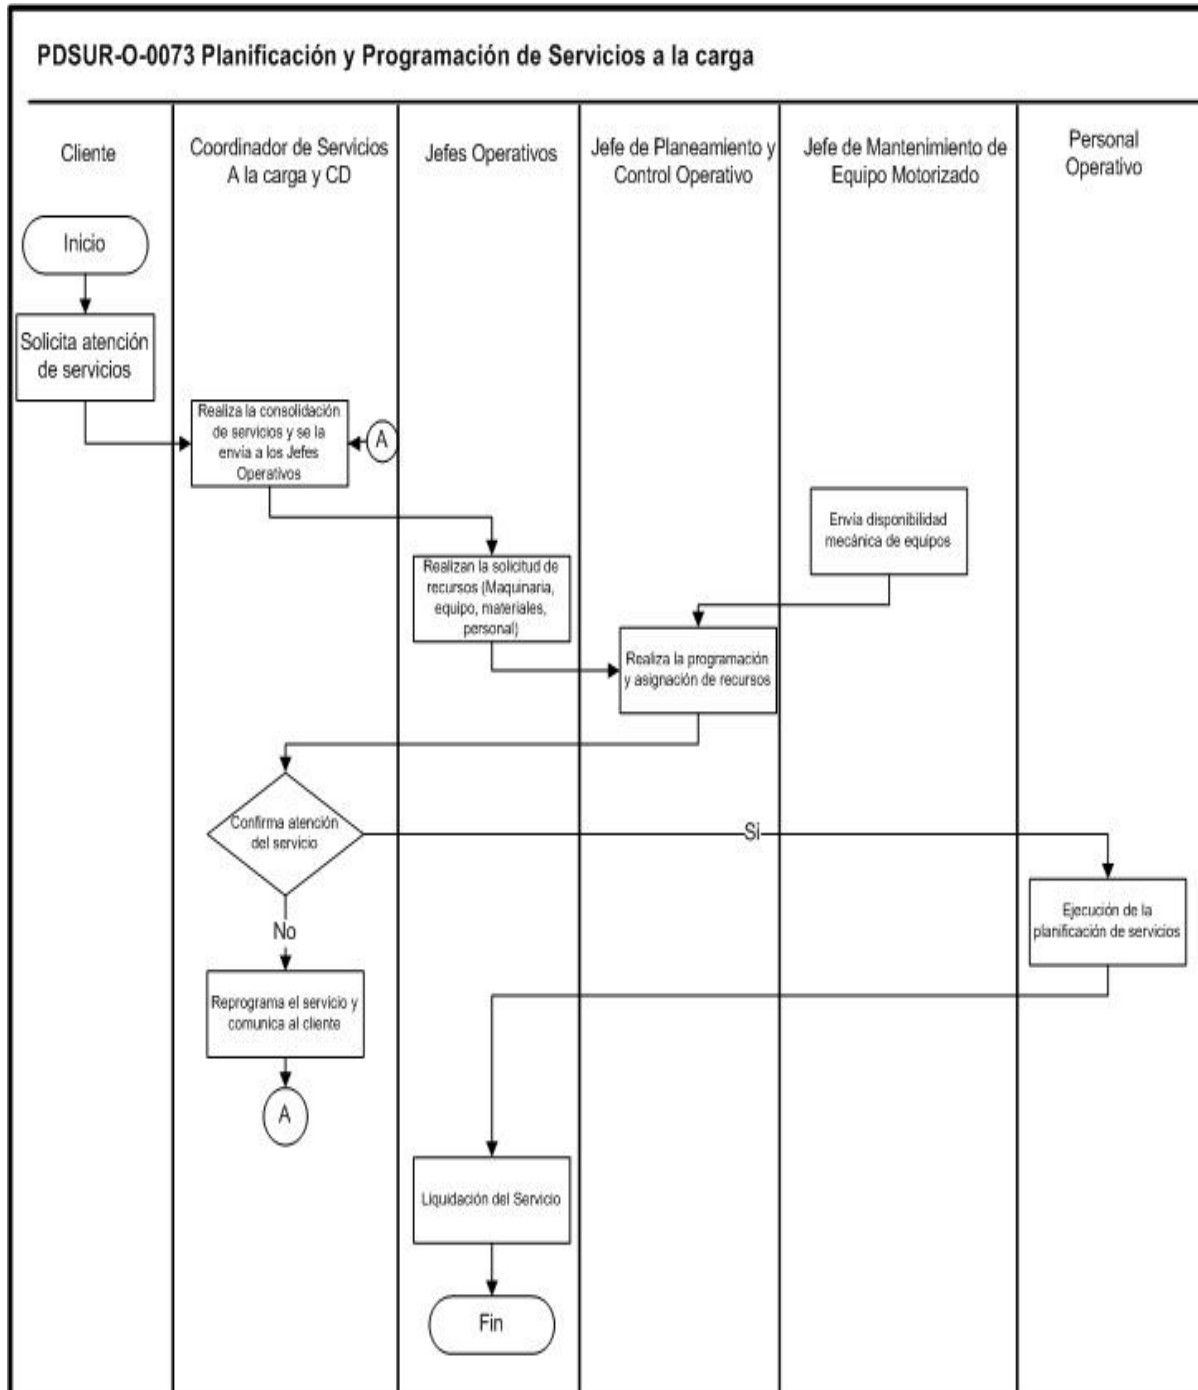 PDSUR-O-0073 Planificación y Programación de Servicios a la carga
Cliente
Coordinador de Servicios
A la carga y CD
Jefes Operativos
Jefe de Planeamiento y
Control Operativo
Jefe de Mantenimiento de
Equipo Motorizado
Personal
Operativo
Inicio
Solicita atención
de servicios
Realiza la consolidación
de servicios y se la
envia a los Jefes
Operativos
A
Envia disponibilidad
mecánica de equipos
Realizan la solicitud de
recursos (Maquinaria,
equipo, materiales,
personal)
Realiza la programación
y asignación de recursos
Confirma atención
del servicio
Si
Ejecución de la
planificación de servicios
No
Reprograma el servicio y
comunica al cliente
A
Liquidación del Servicio
Fin